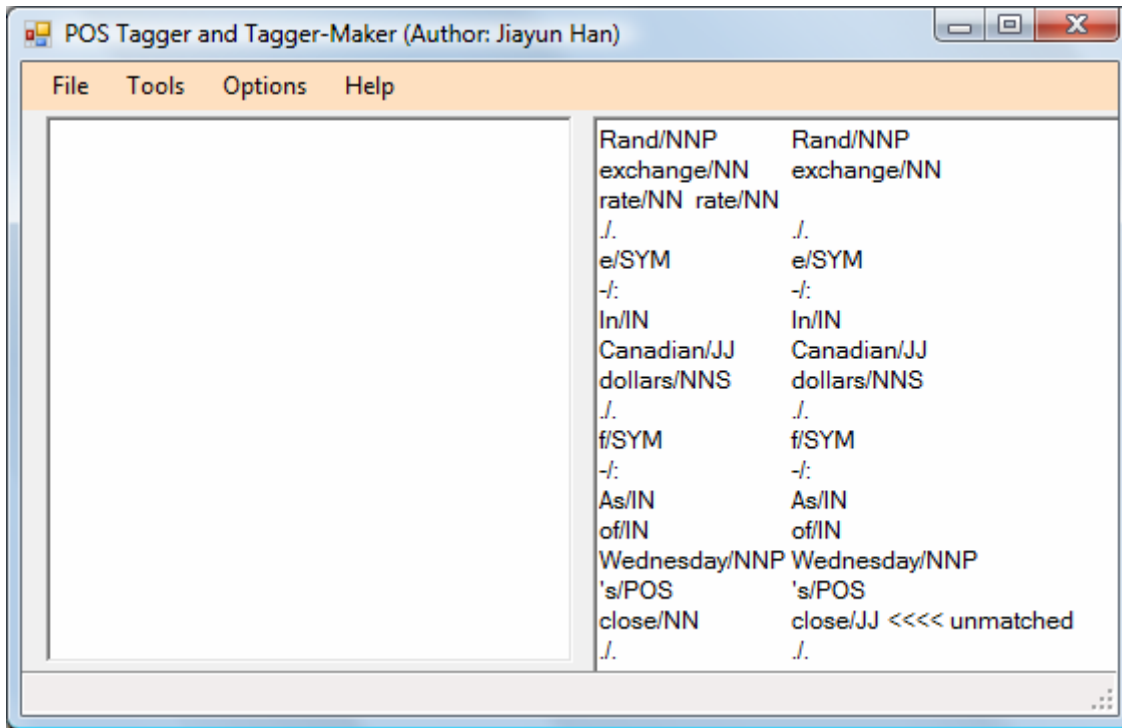 POS Tagger and Tagger-Maker (Author: Jiayun Han)
File Tools Options Help
Rand/NNP Rand/NNP
exchange/NN exchange/NN
rate/NN rate/NN
./. ./.
e/SYM e/SYM
-/: -/:
In/IN In/IN
Canadian/JJ Canadian/JJ
dollars/NNS dollars/NNS
./. ./.
f/SYM f/SYM
-/: -/:
As/IN As/IN
of/IN of/IN
Wednesday/NNP Wednesday/NNP
's/POS 's/POS
close/NN close/JJ <<<< unmatched
./. ./.